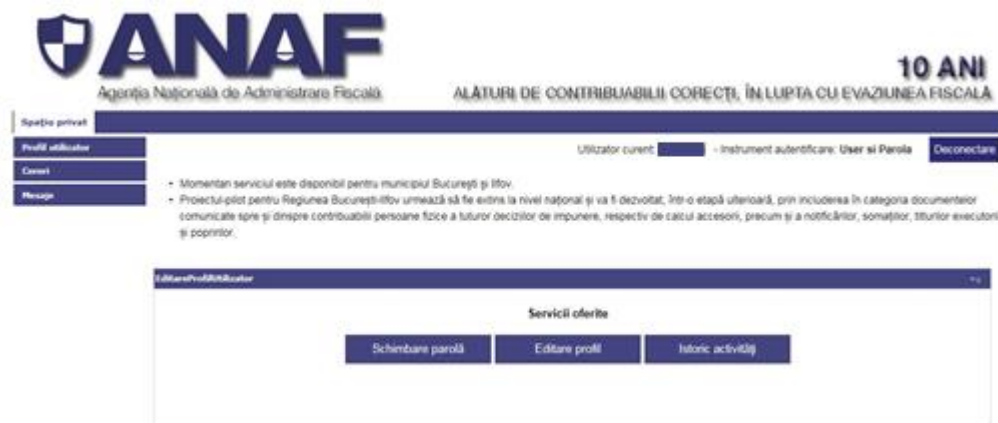 ANAF
Agenția Națională de Administrare Fiscală
10 ANI
ALĂTURI DE CONTRIBUABILII CORECȚI, ÎN LUPTA CU EVAZIUNEA FISCALĂ
Spațiu privat
Profil utilizator
Cereri
Mesaje
Utilizator curent: - Instrument autentificare: User si Parola
Deconectare
• Momentan serviciul este disponibil pentru municipiul București și Ilfov.
• Proiectul-pilot pentru Regiunea București-Ilfov urmează să fie extins la nivel național și va fi dezvoltat, într-o etapă ulterioară, prin includerea în categoria documentelor
comunicate spre și dinspre contribuabilii persoane fizice a tuturor deciziilor de impunere, respectiv de calcul accesorii, precum și a notificărilor, somațiilor, titlurilor executorii
și popririlor.
EditareProfilUtilizator
Servicii oferite
Schimbare parolă
Editare profil
Istoric activități